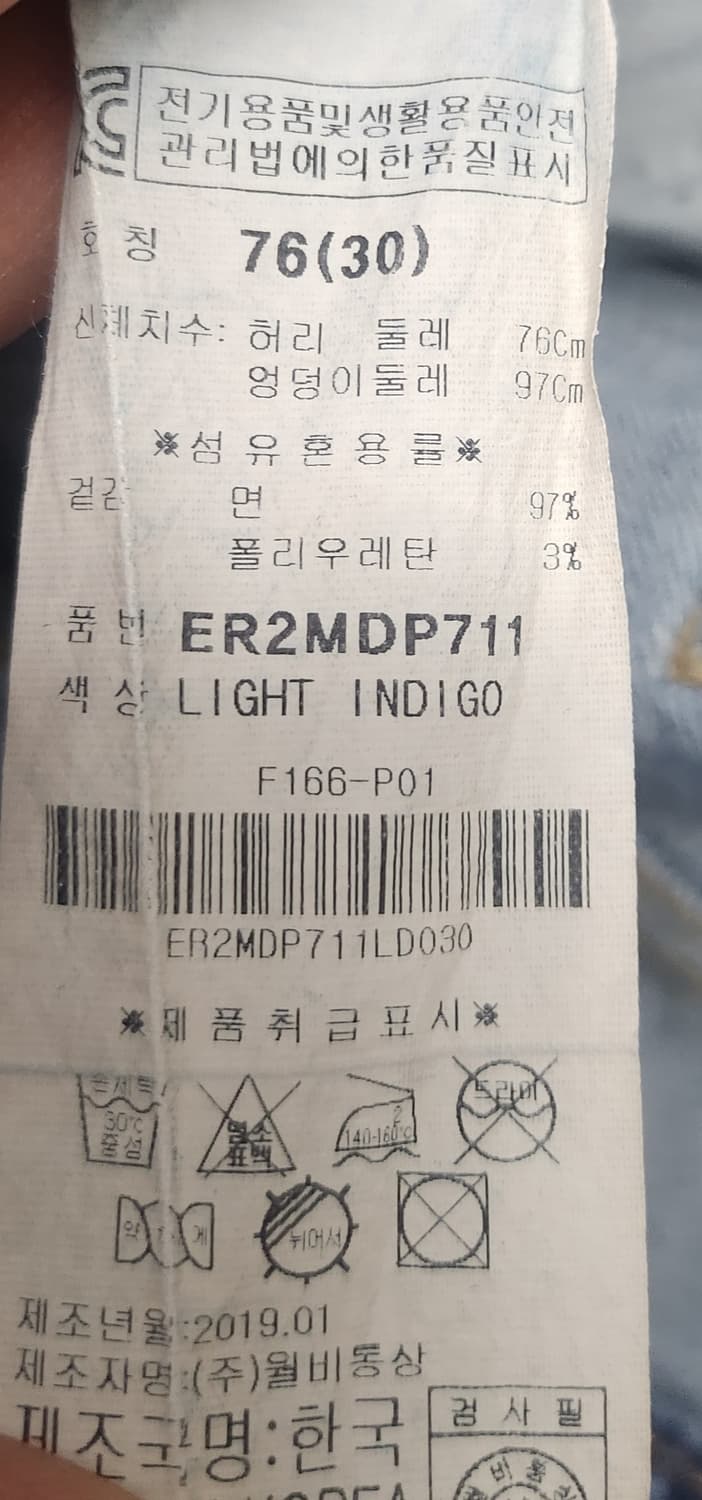 전기용품및생활용품안전
관리법에의한품질표시
호 칭 76(30)
신체치수: 허리 둘레 76Cm
엉덩이둘레 97Cm
※섬 유 혼 용 률※
겉감 면 97%
폴리우레탄 3%
품 번 ER2MDP711
색 상 LIGHT INDIGO
F166-P01
ER2MDP711LD030
※제 품 취 급 표 시※
손세탁 30℃ 중성
염소 표백
2 140-160℃
드라이
약하게
뉘어서
제조년월:2019.01
제조자명:(주)월비통상
제조국명:한국
KOREA
검 사 필